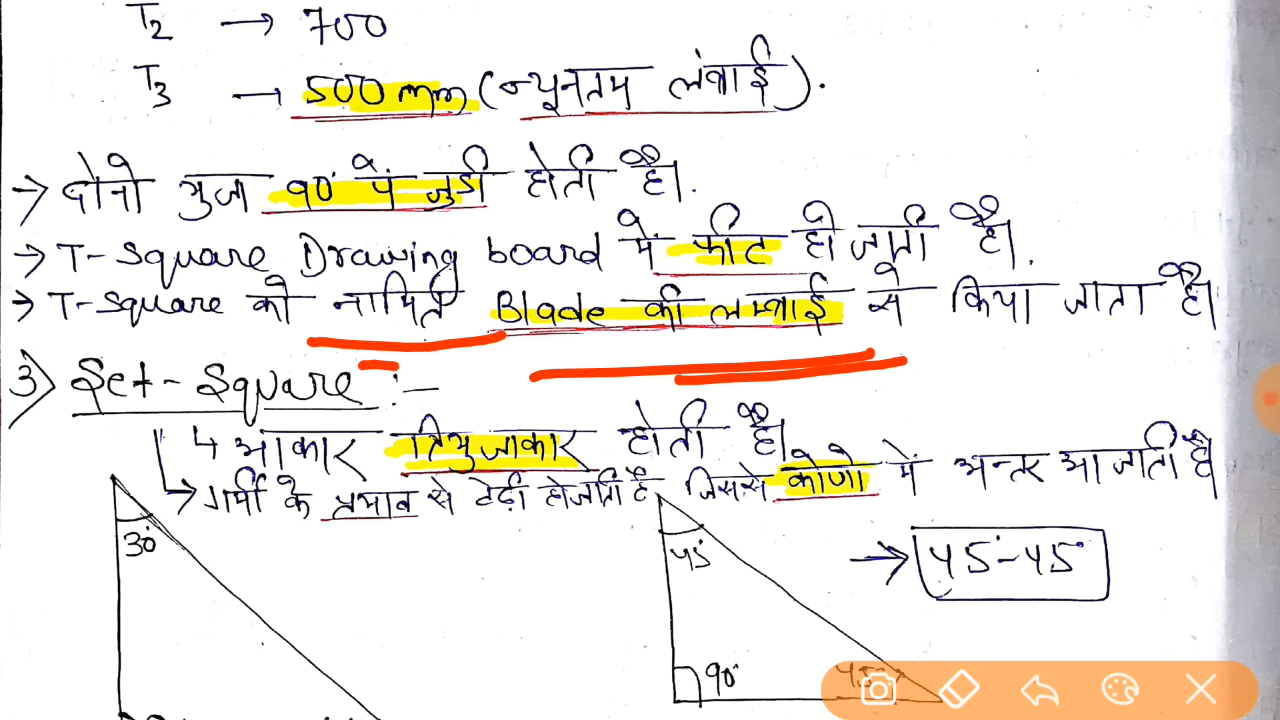 T2 → 700
T3 → 500 mm (न्यूनतम लंबाई).
→ दोनो भुजा 90° पे जुडी होती है।.
→ T-Square Drawing board में फीट हो जाती है।.
→ T-Square को नामित Blade की लम्बाई से किया जाता है।
3) Set-Square :-
↳ आकार त्रिभुजाकार होती है।
→ गर्मी के प्रभाव से टेढ़ी होजाती है जिससे कोणो में अन्तर आ जाती है
30°
45°
→ 45°-45°
90°
45°